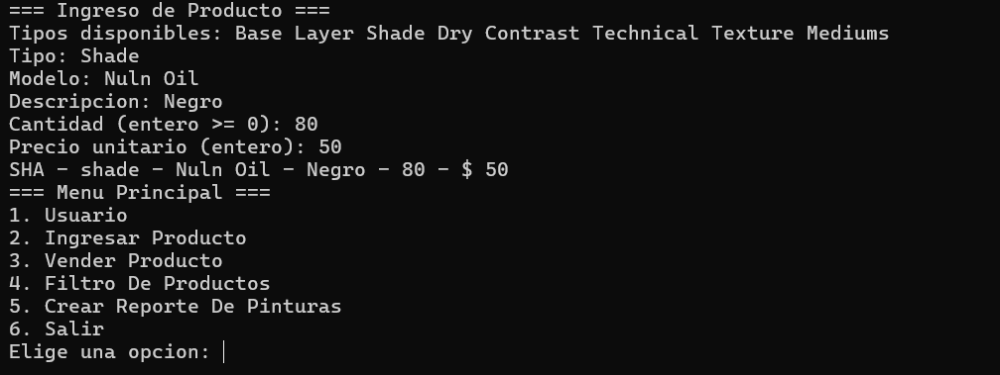 === Ingreso de Producto ===
Tipos disponibles: Base Layer Shade Dry Contrast Technical Texture Mediums
Tipo: Shade
Modelo: Nuln Oil
Descripcion: Negro
Cantidad (entero >= 0): 80
Precio unitario (entero): 50
SHA - shade - Nuln Oil - Negro - 80 - $ 50
=== Menu Principal ===
1. Usuario
2. Ingresar Producto
3. Vender Producto
4. Filtro De Productos
5. Crear Reporte De Pinturas
6. Salir
Elige una opcion: